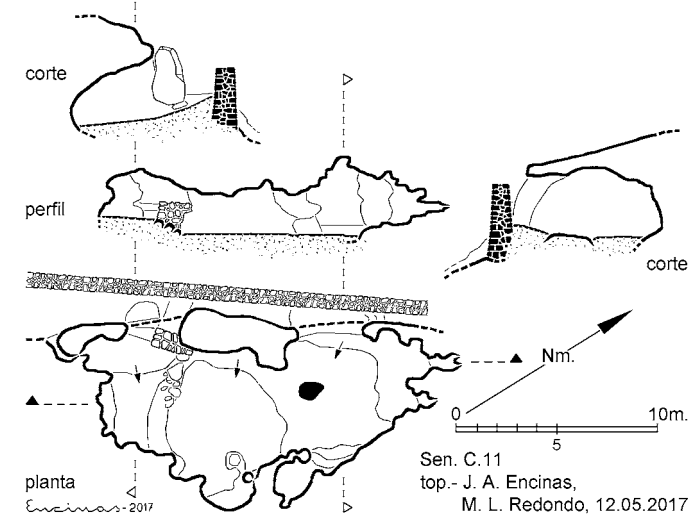 corte
perfil
corte
Nm.
0 10m.
5
planta
Encinas - 2017
Sen. C.11
top.- J. A. Encinas,
M. L. Redondo, 12.05.2017